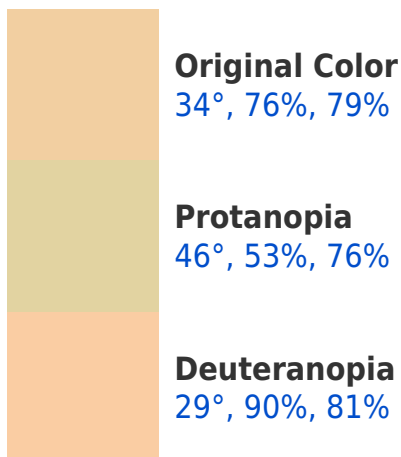 Original Color
34°, 76%, 79%
Protanopia
46°, 53%, 76%
Deuteranopia
29°, 90%, 81%